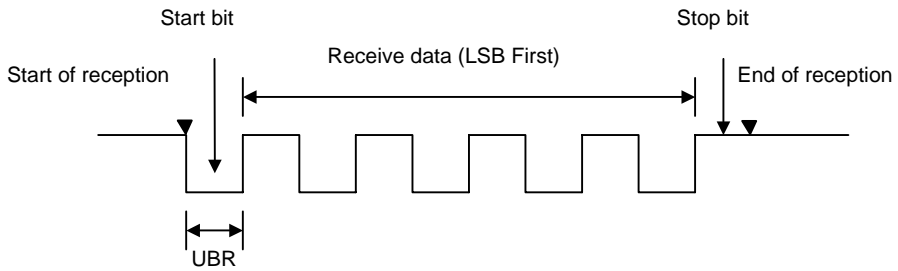 Start bit
Stop bit
Receive data (LSB First)
Start of reception
End of reception
UBR